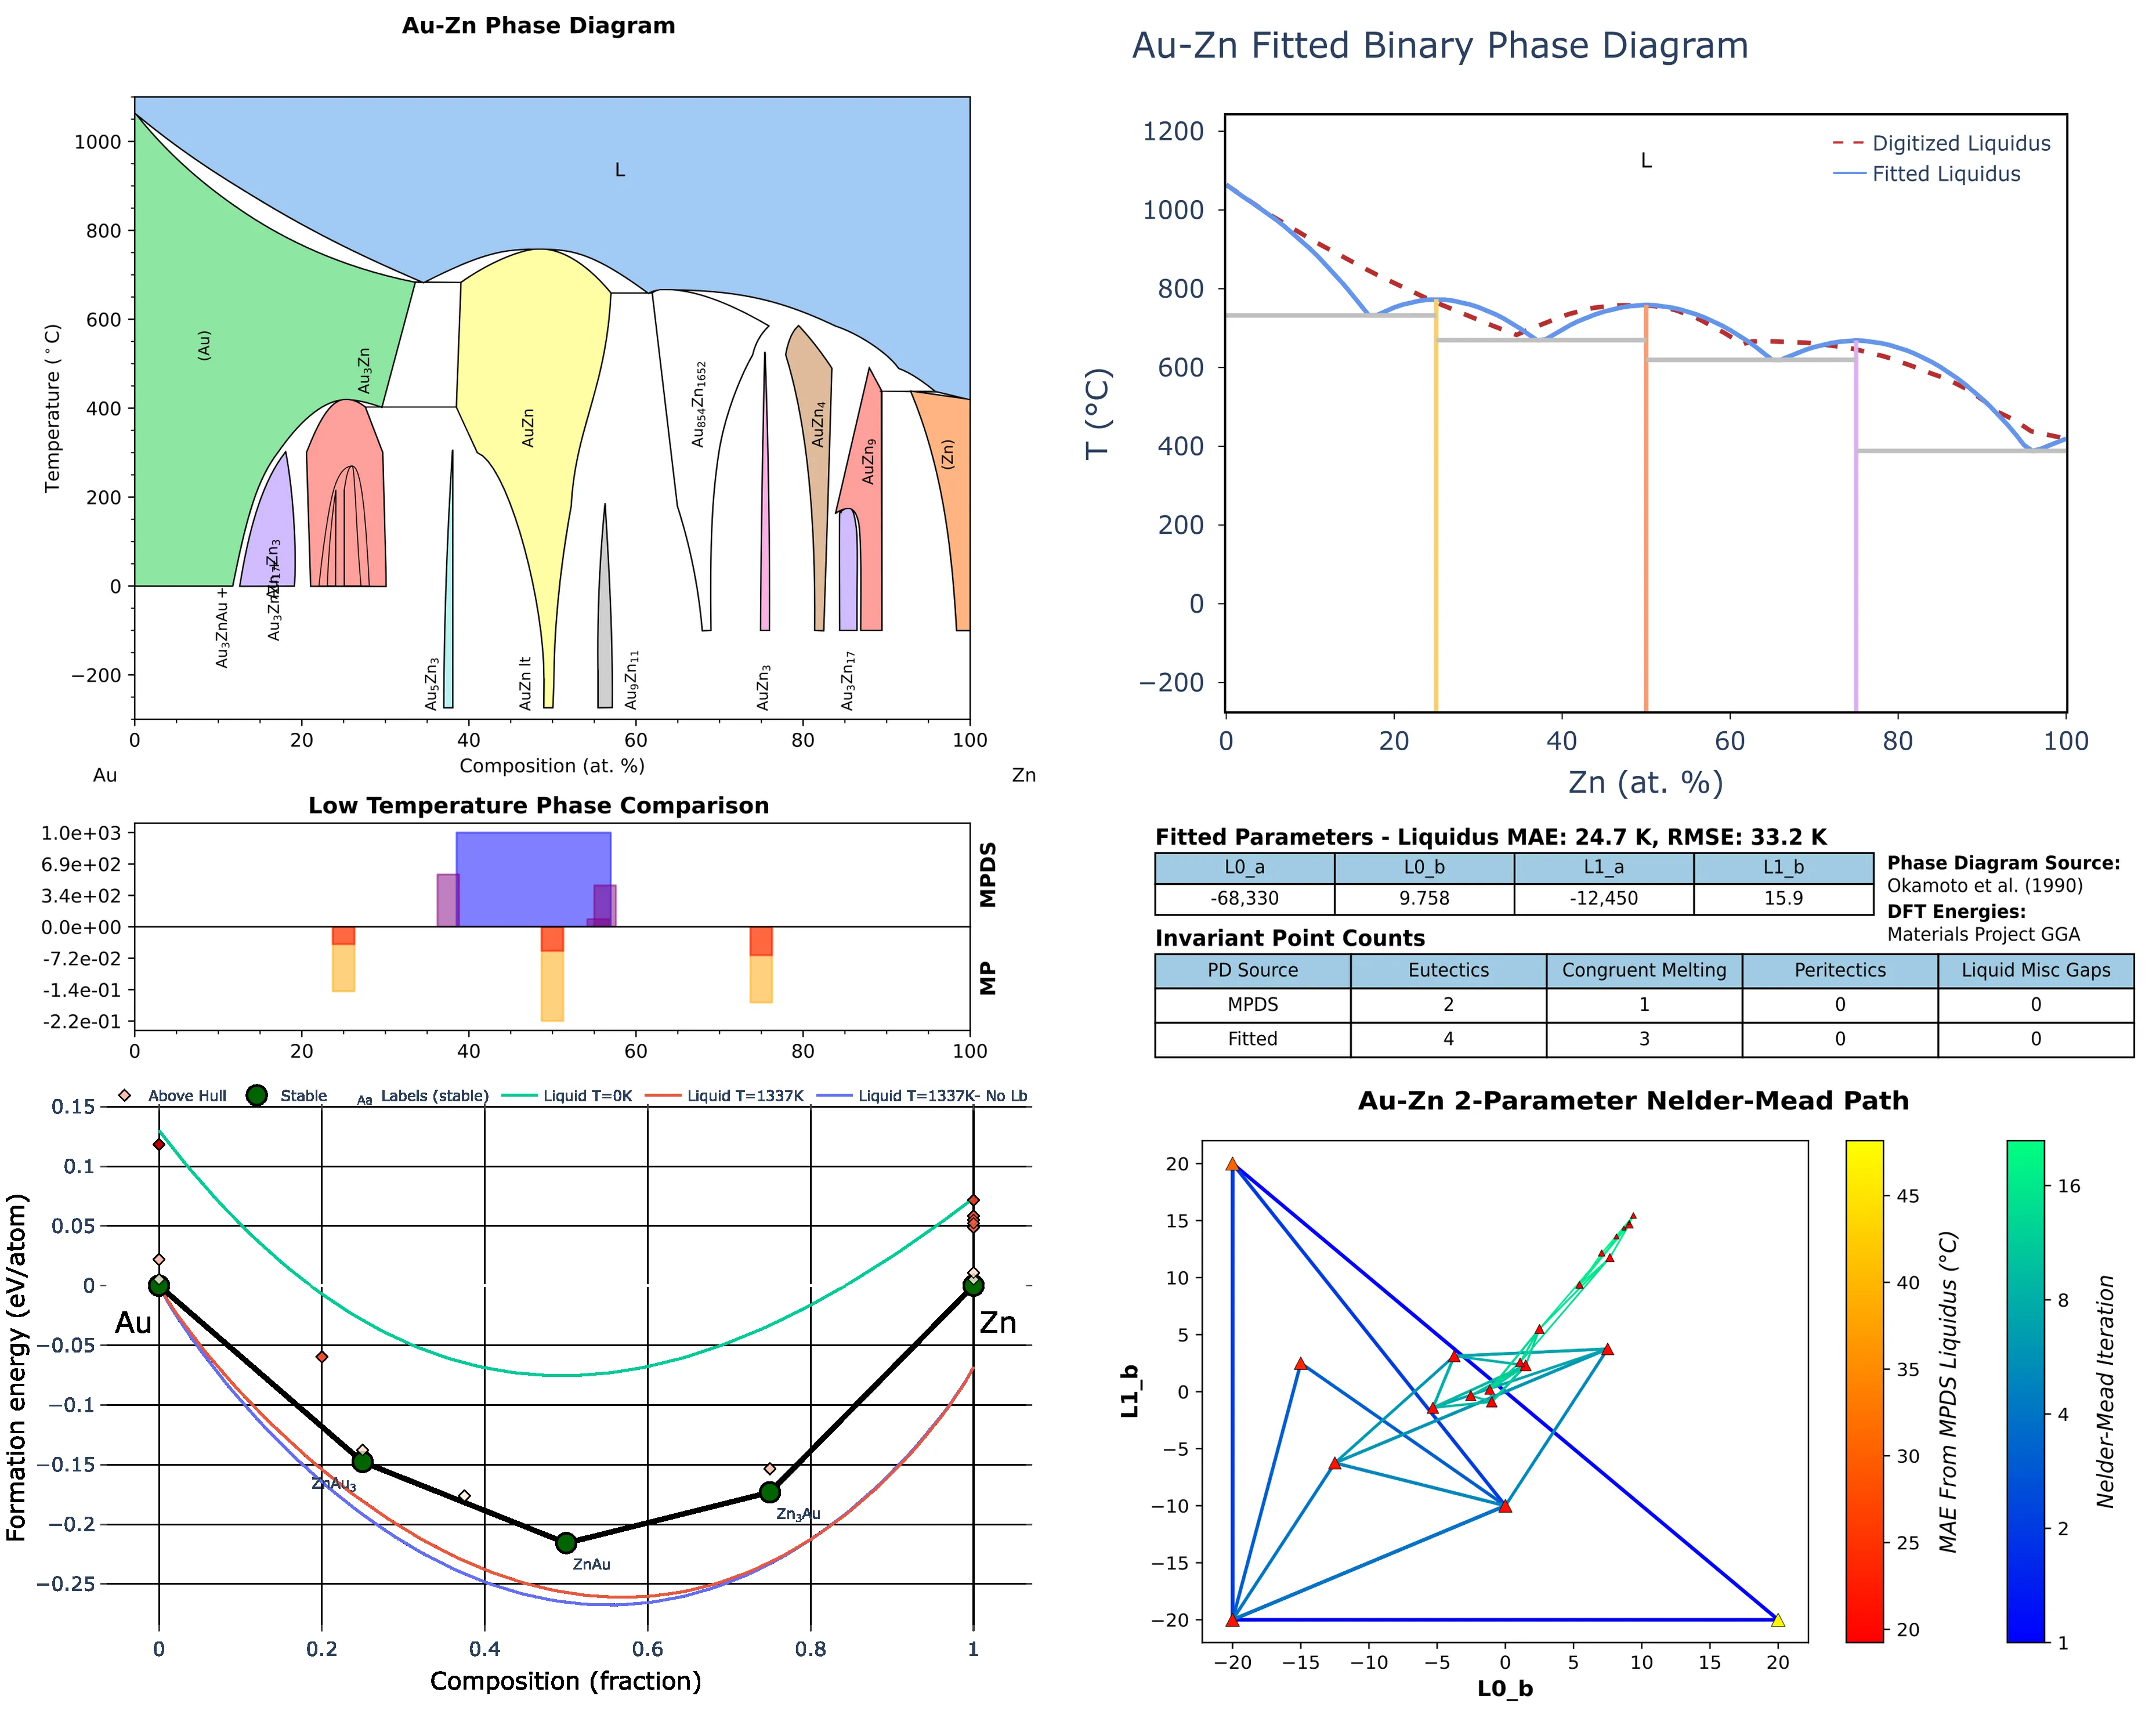 Au-Zn Phase Diagram
1000
800
600
400
200
0
−200
Temperature (°C)
L
(Au)
Au3Zn
AuZn
Au854Zn1652
AuZn4
AuZn9
(Zn)
Au3ZnAu +
Au5Zn3
AuZn lt
Au9Zn11
AuZn3
Au3Zn17
0 20 40 60 80 100
Composition (at. %)
Au Zn
Low Temperature Phase Comparison
1.0e+03
6.9e+02
3.4e+02
0.0e+00
-7.2e-02
-1.4e-01
-2.2e-01
MPDS
MP
0 20 40 60 80 100
Above Hull Stable Aa Labels (stable) Liquid T=0K Liquid T=1337K Liquid T=1337K- No Lb
0.15
0.1
0.05
0
−0.05
−0.1
−0.15
−0.2
−0.25
Formation energy (eV/atom)
Au
Zn
ZnAu3
ZnAu
Zn3Au
0 0.2 0.4 0.6 0.8 1
Composition (fraction)
Au-Zn Fitted Binary Phase Diagram
1200
1000
800
600
400
200
0
−200
T (°C)
L
Digitized Liquidus
Fitted Liquidus
0 20 40 60 80 100
Zn (at. %)
Fitted Parameters - Liquidus MAE: 24.7 K, RMSE: 33.2 K
L0_a L0_b L1_a L1_b
-68,330 9.758 -12,450 15.9
Phase Diagram Source:
Okamoto et al. (1990)
DFT Energies:
Materials Project GGA
Invariant Point Counts
PD Source Eutectics Congruent Melting Peritectics Liquid Misc Gaps
MPDS 2 1 0 0
Fitted 4 3 0 0
Au-Zn 2-Parameter Nelder-Mead Path
20
15
10
5
0
−5
−10
−15
−20
L1_b
−20 −15 −10 −5 0 5 10 15 20
L0_b
45
40
35
30
25
20
MAE From MPDS Liquidus (°C)
16
8
4
2
1
Nelder-Mead Iteration